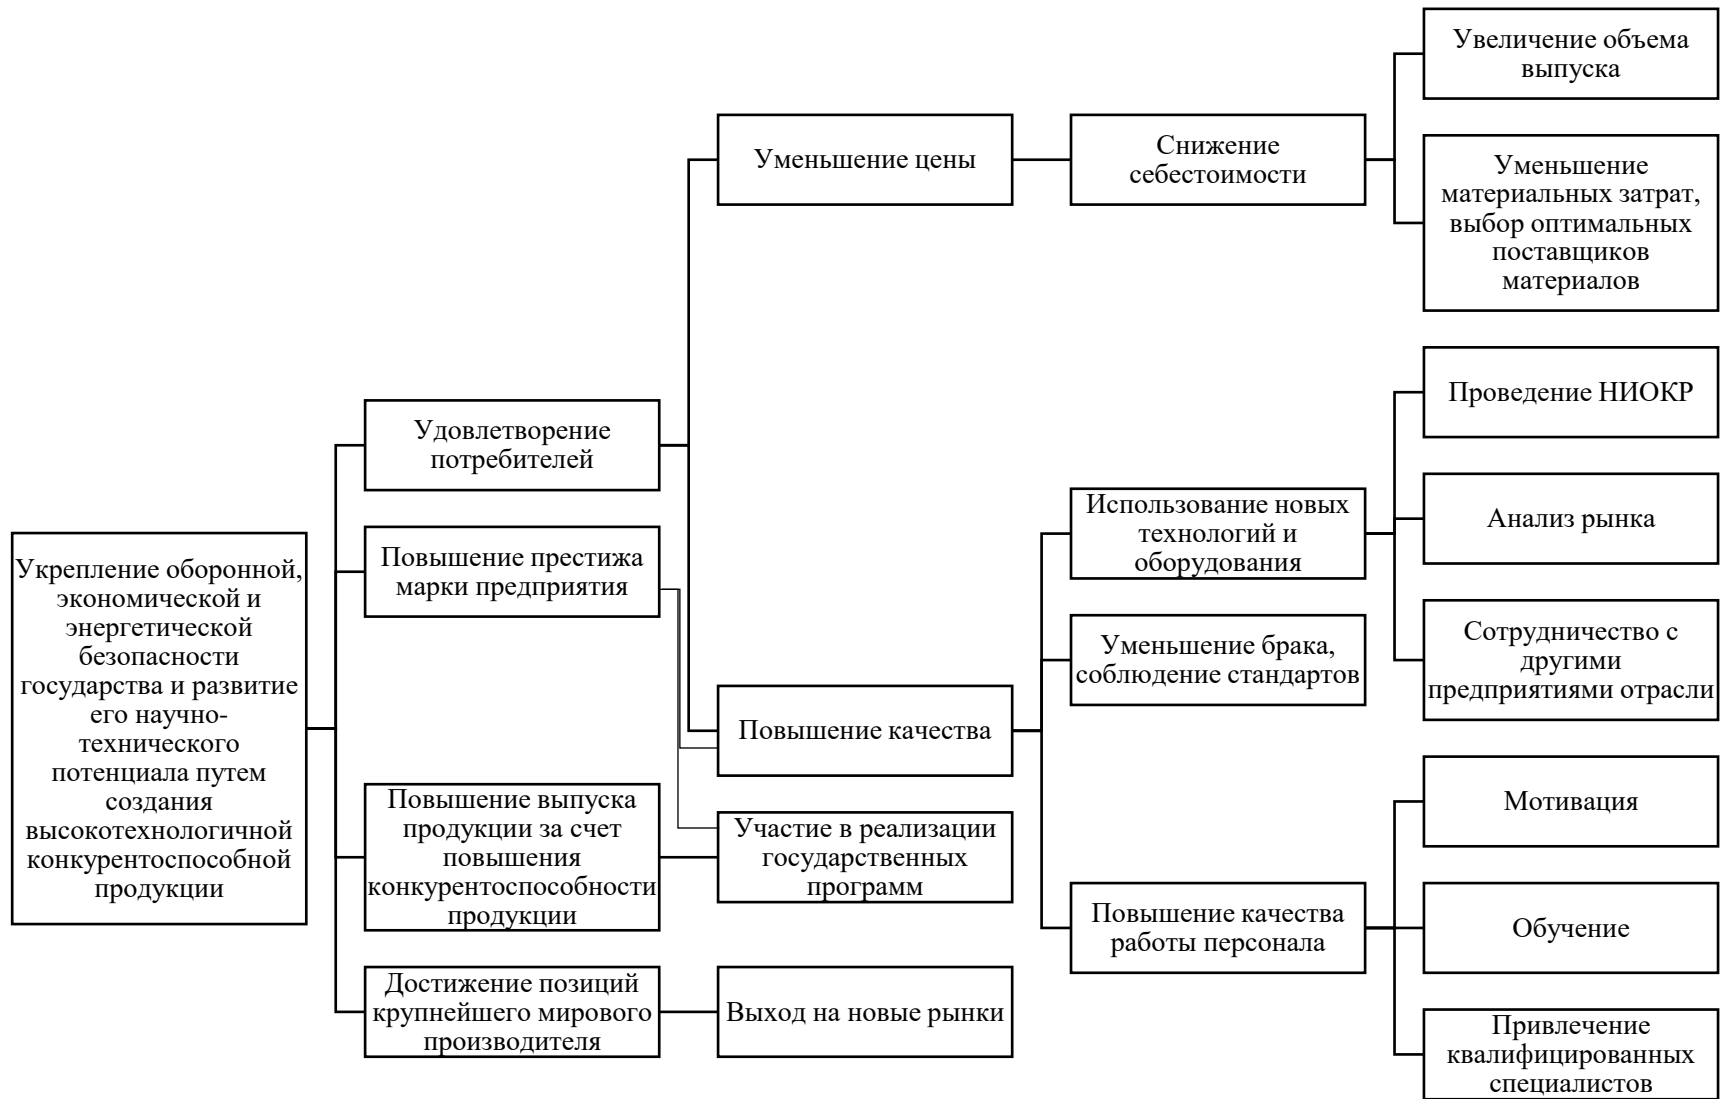 Укрепление оборонной,
экономической и
энергетической
безопасности
государства и развитие
его научно-
технического
потенциала путем
создания
высокотехнологичной
конкурентоспособной
продукции
Удовлетворение
потребителей
Повышение престижа
марки предприятия
Повышение выпуска
продукции за счет
повышения
конкурентоспособности
продукции
Достижение позиций
крупнейшего мирового
производителя
Уменьшение цены
Повышение качества
Участие в реализации
государственных
программ
Выход на новые рынки
Снижение
себестоимости
Использование новых
технологий и
оборудования
Уменьшение брака,
соблюдение стандартов
Повышение качества
работы персонала
Увеличение объема
выпуска
Уменьшение
материальных затрат,
выбор оптимальных
поставщиков
материалов
Проведение НИОКР
Анализ рынка
Сотрудничество с
другими
предприятиями отрасли
Мотивация
Обучение
Привлечение
квалифицированных
специалистов